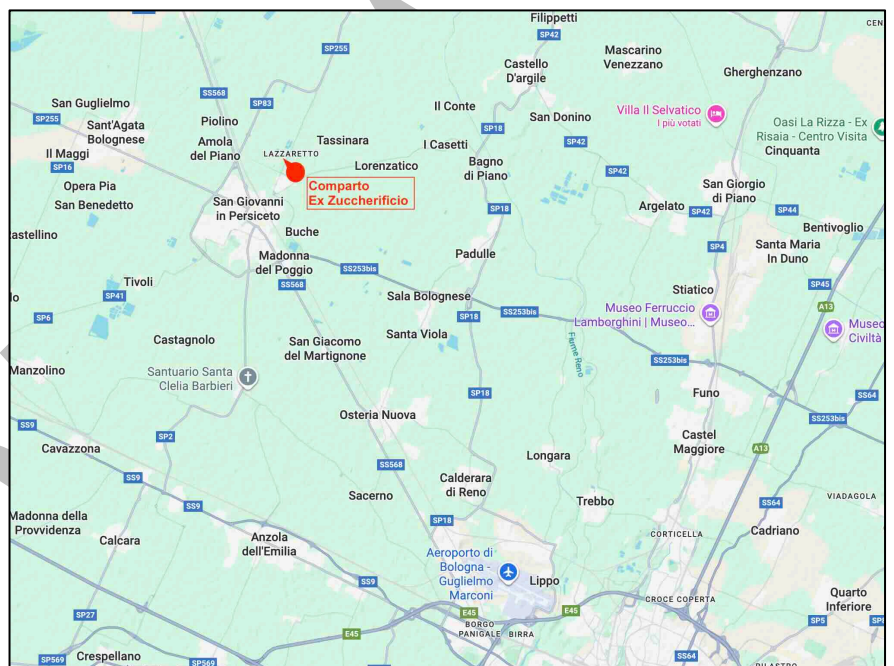 Filippetti
SP42
CEN
SP255
Mascarino
Venezzano
Castello
D'argile
Gherghenzano
SS568
SP83
San Guglielmo
Il Conte
Villa Il Selvatico
I più votati
SP255
Piolino
San Donino
Oasi La Rizza - Ex
Risaia - Centro Visita
Sant'Agata
Bolognese
SP18
Amola
del Piano
Tassinara
I Casetti
SP42
Cinquanta
Il Maggi
LAZZARETTO
Lorenzatico
Bagno
di Piano
SP16
SP42
Comparto
Ex Zuccherificio
Opera Pia
San Giorgio
di Piano
San Benedetto
San Giovanni
in Persiceto
SP18
Argelato
SP42
SP44
Buche
Bentivoglio
astellino
SP4
Santa Maria
In Duno
Madonna
del Poggio
SS253bis
Padulle
Tivoli
SS568
SP45
Stiatico
lo
SP41
Sala Bolognese
A13
SP6
SP18
SS253bis
Museo Ferruccio
Lamborghini | Museo...
Museo
Civiltà
Castagnolo
San Giacomo
del Martignone
Santa Viola
Fiume Reno
SS253bis
Manzolino
Santuario Santa
Clelia Barbieri
SP18
Funo
SS64
Osteria Nuova
SS253bis
SS9
SP2
Castel
Maggiore
Cavazzona
A13
Longara
SS568
SS9
Calderara
di Reno
Sacerno
Trebbo
VIADAGOLA
SS9
SS64
Madonna della
Provvidenza
SP18
Calcara
Anzola
dell'Emilia
CORTICELLA
Cadriano
Aeroporto di
Bologna -
Guglielmo
Marconi
Lippo
SS9
CROCE COPERTA
Quarto
Inferiore
SP27
E45
E45
SP5
SP
BORGO
PANIGALE
BIRRA
E45
SP569
Crespellano
SP569
SS64
PILASTRO